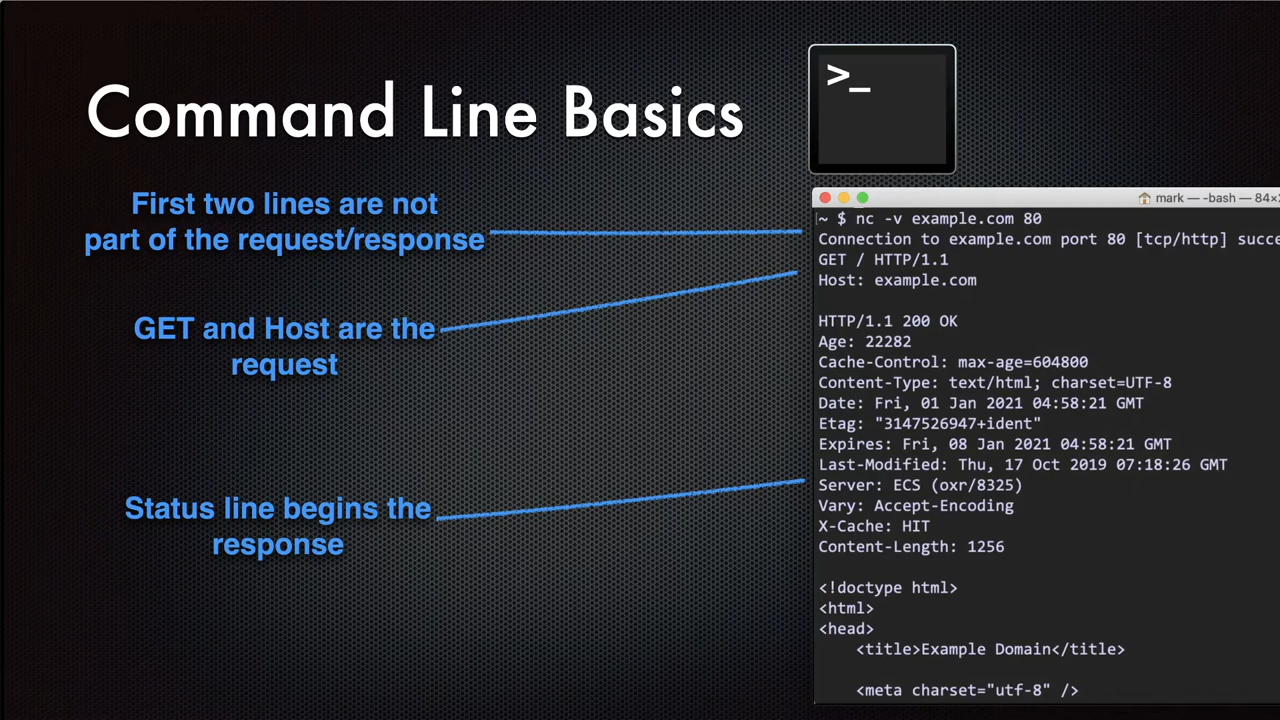 Command Line Basics
>_
First two lines are not
part of the request/response
GET and Host are the
request
Status line begins the
response
mark — -bash —
~ $ nc -v example.com 80
Connection to example.com port 80 [tcp/http]
GET / HTTP/1.1
Host: example.com
HTTP/1.1 200 OK
Age: 22282
Cache-Control: max-age=604800
Content-Type: text/html; charset=UTF-8
Date: Fri, 01 Jan 2021 04:58:21 GMT
Etag: "3147526947+ident"
Expires: Fri, 08 Jan 2021 04:58:21 GMT
Last-Modified: Thu, 17 Oct 2019 07:18:26 GMT
Server: ECS (oxr/8325)
Vary: Accept-Encoding
X-Cache: HIT
Content-Length: 1256
<!doctype html>
<html>
<head>
<title>Example Domain</title>
<meta charset="utf-8" />